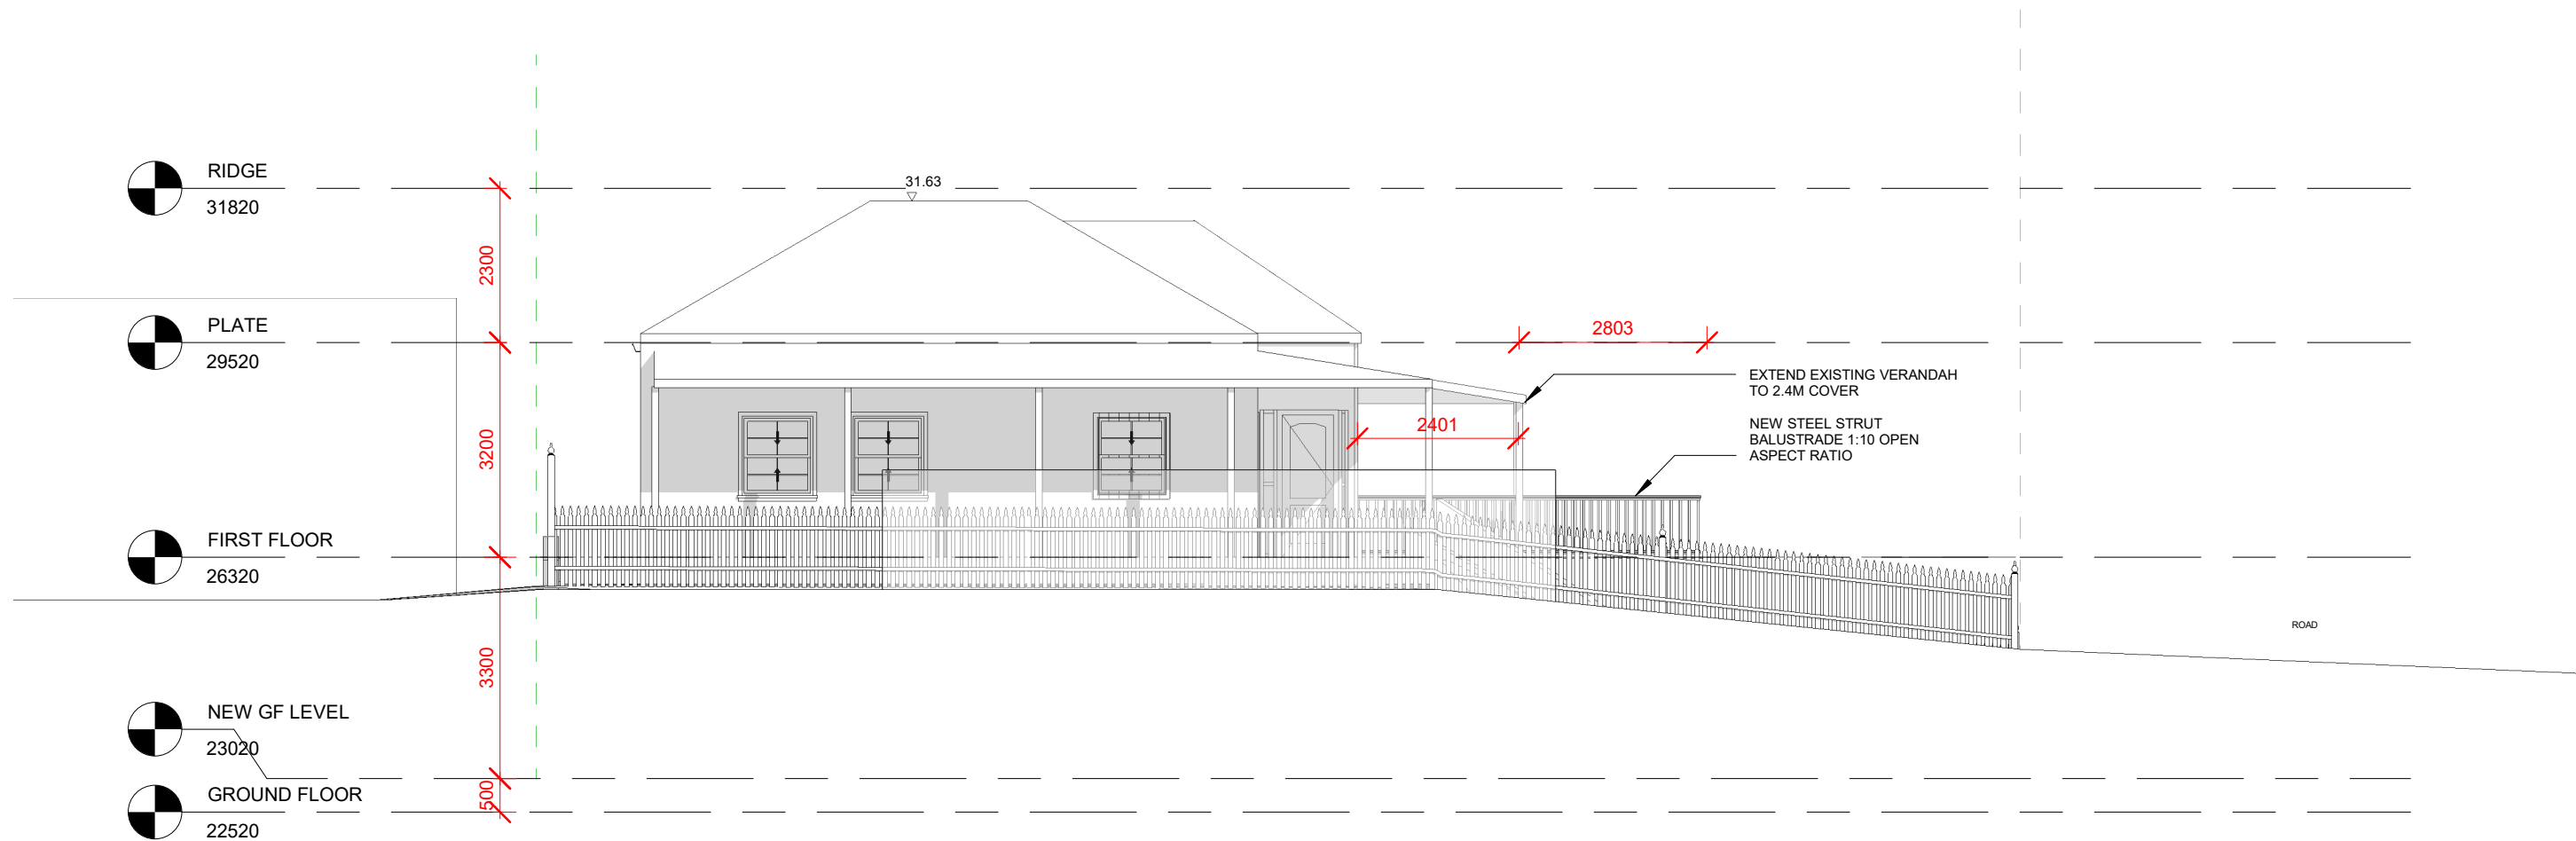 RIDGE
31820
31.63
2300
PLATE
29520
2803
EXTEND EXISTING VERANDAH
TO 2.4M COVER
NEW STEEL STRUT
BALUSTRADE 1:10 OPEN
ASPECT RATIO
2401
3200
FIRST FLOOR
26320
ROAD
3300
NEW GF LEVEL
23020
500
GROUND FLOOR
22520